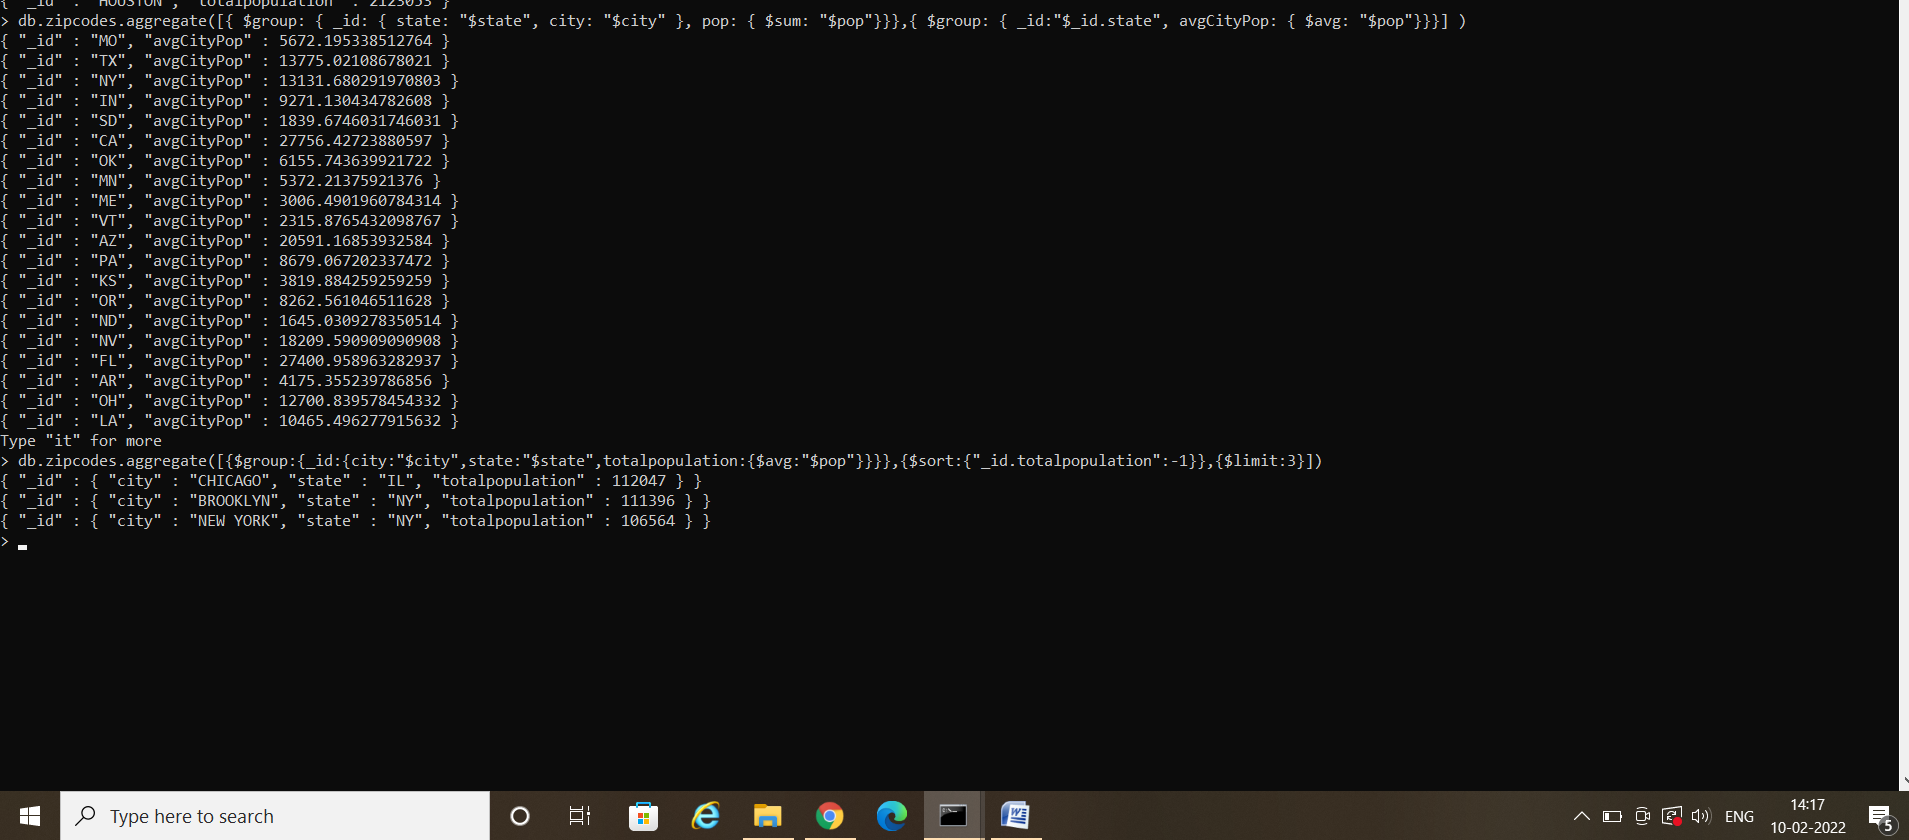 { "_id" : "HOUSTON", "totalpopulation" : 2123053 }
> db.zipcodes.aggregate([{ $group: { _id: { state: "$state", city: "$city" }, pop: { $sum: "$pop"}}},{ $group: { _id:"$_id.state", avgCityPop: { $avg: "$pop"}}}] )
{ "_id" : "MO", "avgCityPop" : 5672.195338512764 }
{ "_id" : "TX", "avgCityPop" : 13775.02108678021 }
{ "_id" : "NY", "avgCityPop" : 13131.680291970803 }
{ "_id" : "IN", "avgCityPop" : 9271.130434782608 }
{ "_id" : "SD", "avgCityPop" : 1839.6746031746031 }
{ "_id" : "CA", "avgCityPop" : 27756.42723880597 }
{ "_id" : "OK", "avgCityPop" : 6155.743639921722 }
{ "_id" : "MN", "avgCityPop" : 5372.21375921376 }
{ "_id" : "ME", "avgCityPop" : 3006.4901960784314 }
{ "_id" : "VT", "avgCityPop" : 2315.8765432098767 }
{ "_id" : "AZ", "avgCityPop" : 20591.16853932584 }
{ "_id" : "PA", "avgCityPop" : 8679.067202337472 }
{ "_id" : "KS", "avgCityPop" : 3819.884259259259 }
{ "_id" : "OR", "avgCityPop" : 8262.561046511628 }
{ "_id" : "ND", "avgCityPop" : 1645.0309278350514 }
{ "_id" : "NV", "avgCityPop" : 18209.590909090908 }
{ "_id" : "FL", "avgCityPop" : 27400.958963282937 }
{ "_id" : "AR", "avgCityPop" : 4175.355239786856 }
{ "_id" : "OH", "avgCityPop" : 12700.839578454332 }
{ "_id" : "LA", "avgCityPop" : 10465.496277915632 }
Type "it" for more
> db.zipcodes.aggregate([{$group:{_id:{city:"$city",state:"$state",totalpopulation:{$avg:"$pop"}}}},{$sort:{"_id.totalpopulation":-1}},{$limit:3}])
{ "_id" : { "city" : "CHICAGO", "state" : "IL", "totalpopulation" : 112047 } }
{ "_id" : { "city" : "BROOKLYN", "state" : "NY", "totalpopulation" : 111396 } }
{ "_id" : { "city" : "NEW YORK", "state" : "NY", "totalpopulation" : 106564 } }
>
Type here to search
ENG
14:17
10-02-2022
5